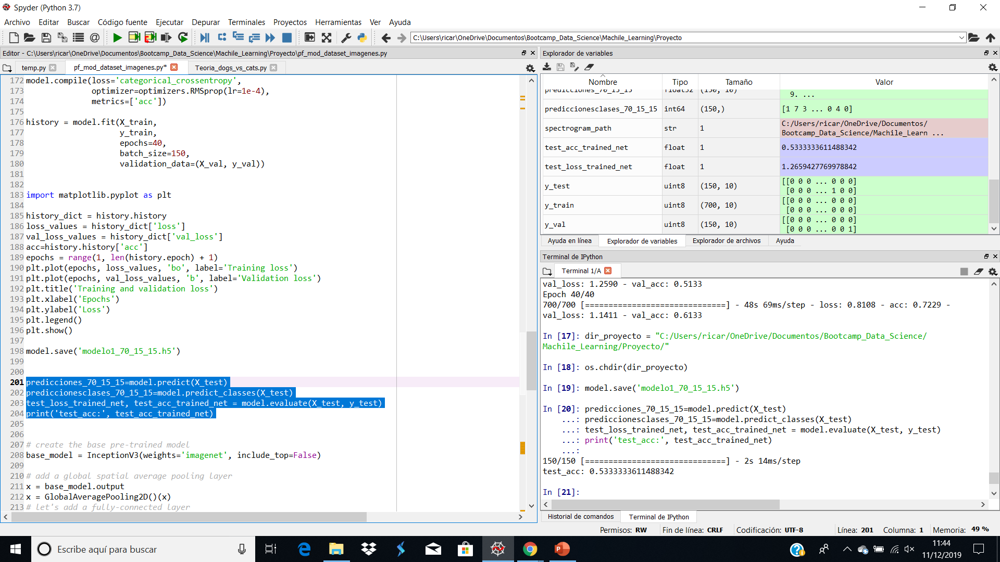 Spyder (Python 3.7)
Archivo Editar Buscar Código fuente Ejecutar Depurar Terminales Proyectos Herramientas Ver Ayuda
C:\Users\ricar\OneDrive\Documentos\Bootcamp_Data_Science\Machile_Learning\Proyecto
Editor - C:\Users\ricar\OneDrive\Documentos\Bootcamp_Data_Science\Machile_Learning\Proyecto\pf_mod_dataset_imagenes.py
temp.py pf_mod_dataset_imagenes.py* Teoria_dogs_vs_cats.py
172 model.compile(loss='categorical_crossentropy',
173 optimizer=optimizers.RMSprop(lr=1e-4),
174 metrics=['acc'])
175
176 history = model.fit(X_train,
177 y_train,
178 epochs=40,
179 batch_size=150,
180 validation_data=(X_val, y_val))
181
182
183 import matplotlib.pyplot as plt
184
185 history_dict = history.history
186 loss_values = history_dict['loss']
187 val_loss_values = history_dict['val_loss']
188 acc=history.history['acc']
189 epochs = range(1, len(history.epoch) + 1)
190 plt.plot(epochs, loss_values, 'bo', label='Training loss')
191 plt.plot(epochs, val_loss_values, 'b', label='Validation loss')
192 plt.title('Training and validation loss')
193 plt.xlabel('Epochs')
194 plt.ylabel('Loss')
195 plt.legend()
196 plt.show()
197
198 model.save('modelo1_70_15_15.h5')
199
200
201 predicciones_70_15_15=model.predict(X_test)
202 prediccionesclases_70_15_15=model.predict_classes(X_test)
203 test_loss_trained_net, test_acc_trained_net = model.evaluate(X_test, y_test)
204 print('test_acc:', test_acc_trained_net)
205
206
207 # create the base pre-trained model
208 base_model = InceptionV3(weights='imagenet', include_top=False)
209
210 # add a global spatial average pooling layer
211 x = base_model.output
212 x = GlobalAveragePooling2D()(x)
213 # let's add a fully-connected layer
Explorador de variables
Nombre Tipo Tamaño Valor
predicciones_70_15_15 float32 (150, 10) 9. ...
prediccionesclases_70_15_15 int64 (150,) [1 7 3 ... 0 4 0]
spectrogram_path str 1 C:/Users/ricar/OneDrive/Documentos/
Bootcamp_Data_Science/Machile_Learn ...
test_acc_trained_net float 1 0.5333333611488342
test_loss_trained_net float 1 1.2659427769978842
y_test uint8 (150, 10) [[0 0 0 ... 0 0 0]
[0 0 0 ... 1 0 0]
y_train uint8 (700, 10) [[0 0 0 ... 0 0 0]
[0 0 0 ... 0 0 0]
y_val uint8 (150, 10) [[0 0 0 ... 0 0 0]
[0 0 0 ... 0 0 1]
Ayuda en línea Explorador de variables Explorador de archivos Ayuda
Terminal de IPython
Terminal 1/A
val_loss: 1.2590 - val_acc: 0.5133
Epoch 40/40
700/700 [==============================] - 48s 69ms/step - loss: 0.8108 - acc: 0.7229 -
val_loss: 1.1411 - val_acc: 0.6133
In [17]: dir_proyecto = "C:/Users/ricar/OneDrive/Documentos/Bootcamp_Data_Science/
Machile_Learning/Proyecto/"
In [18]: os.chdir(dir_proyecto)
In [19]: model.save('modelo1_70_15_15.h5')
In [20]: predicciones_70_15_15=model.predict(X_test)
...: prediccionesclases_70_15_15=model.predict_classes(X_test)
...: test_loss_trained_net, test_acc_trained_net = model.evaluate(X_test, y_test)
...: print('test_acc:', test_acc_trained_net)
...:
150/150 [==============================] - 2s 14ms/step
test_acc: 0.5333333611488342
In [21]:
Historial de comandos Terminal de IPython
Permisos: RW Fin de línea: CRLF Codificación: UTF-8 Línea: 201 Columna: 1 Memoria: 49 %
Escribe aquí para buscar
11:44
11/12/2019